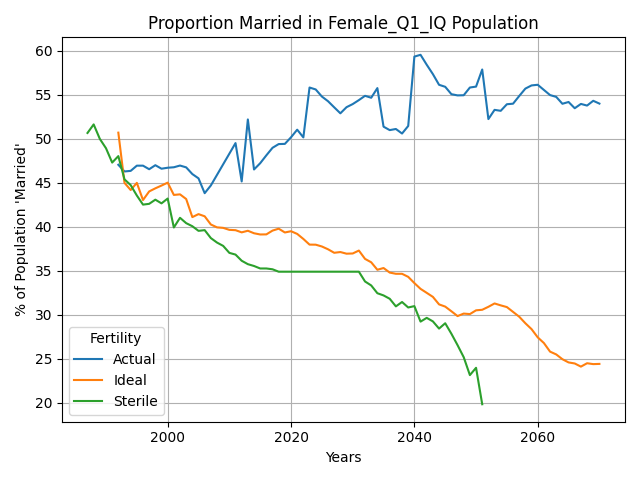 Proportion Married in Female_Q1_IQ Population
% of Population 'Married'
60
55
50
45
40
35
30
25
20
Fertility
Actual
Ideal
Sterile
2000 2020 2040 2060
Years